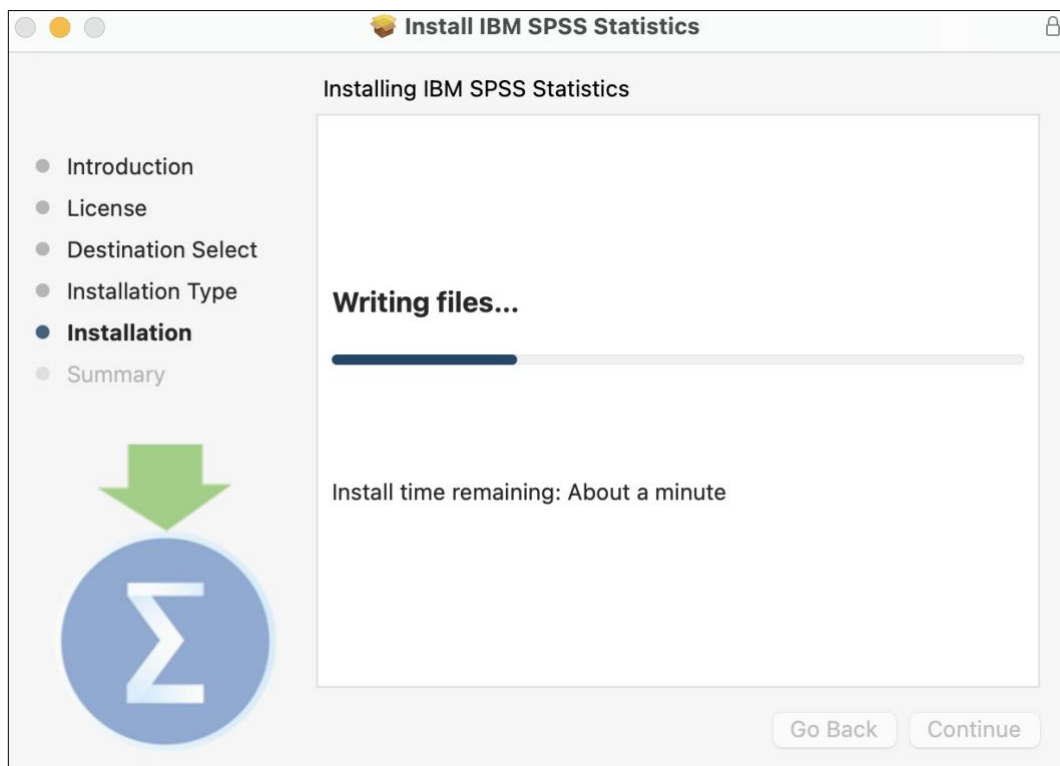 Install IBM SPSS Statistics
Installing IBM SPSS Statistics
Introduction
License
Destination Select
Installation Type
Installation
Summary
Writing files...
Install time remaining: About a minute
Σ
Go Back
Continue